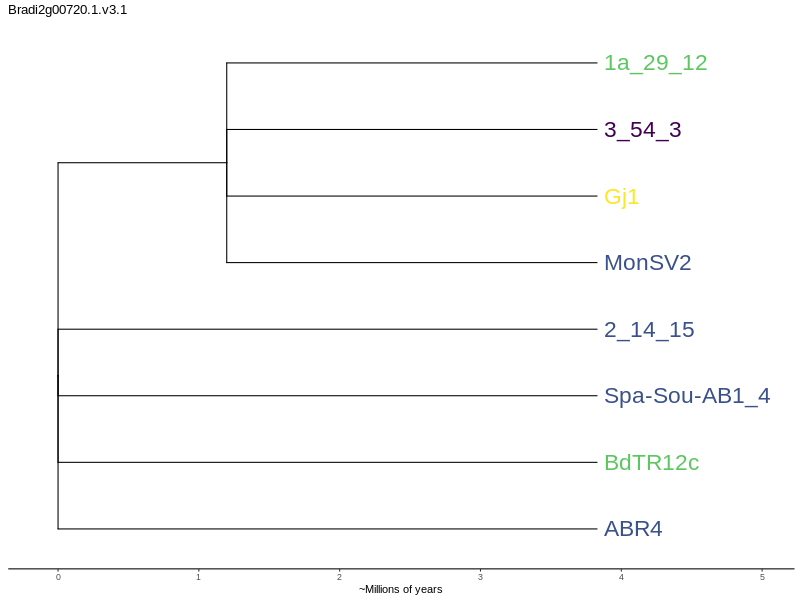 Bradi2g00720.1.v3.1
1a_29_12
3_54_3
Gj1
MonSV2
2_14_15
Spa-Sou-AB1_4
BdTR12c
ABR4
0 1 2 3 4 5
~Millions of years